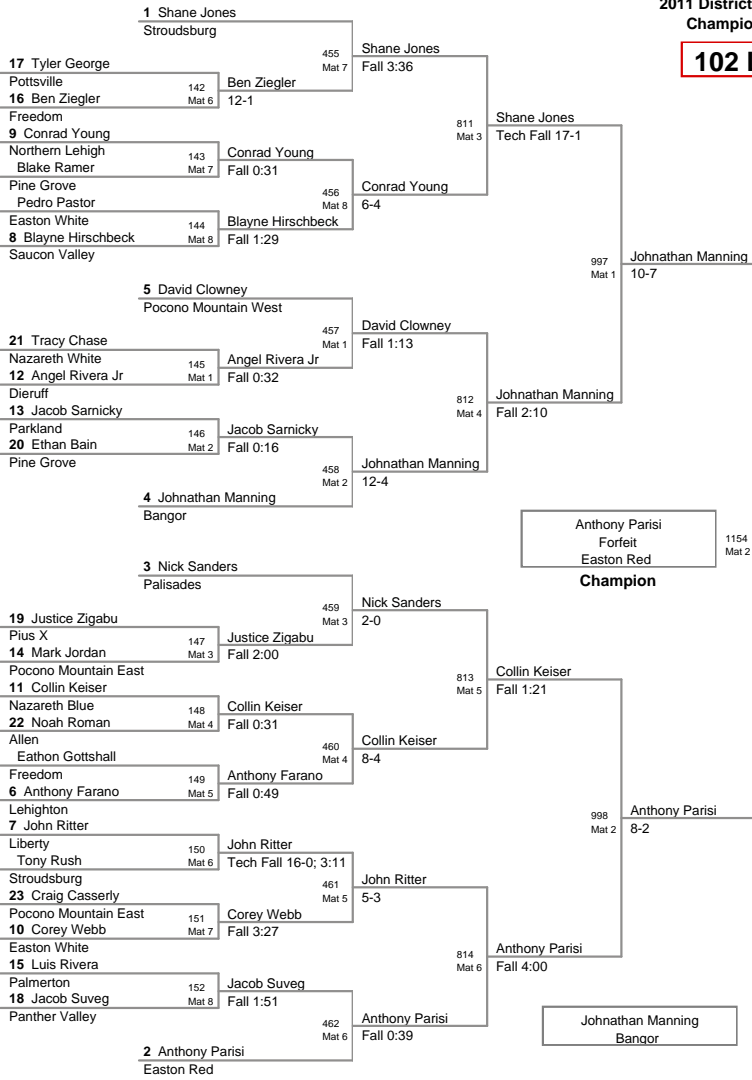 2011 District
Champio
102
1 Shane Jones
Stroudsburg
455
Mat 7
Shane Jones
Fall 3:36
17 Tyler George
Pottsville
142
Mat 6
Ben Ziegler
12-1
16 Ben Ziegler
Freedom
811
Mat 3
Shane Jones
Tech Fall 17-1
9 Conrad Young
Northern Lehigh
143
Mat 7
Conrad Young
Fall 0:31
Blake Ramer
Pine Grove
456
Mat 8
Conrad Young
6-4
Pedro Pastor
Easton White
144
Mat 8
Blayne Hirschbeck
Fall 1:29
8 Blayne Hirschbeck
Saucon Valley
997
Mat 1
Johnathan Manning
10-7
5 David Clowney
Pocono Mountain West
457
Mat 1
David Clowney
Fall 1:13
21 Tracy Chase
Nazareth White
145
Mat 1
Angel Rivera Jr
Fall 0:32
12 Angel Rivera Jr
Dieruff
812
Mat 4
Johnathan Manning
Fall 2:10
13 Jacob Sarnicky
Parkland
146
Mat 2
Jacob Sarnicky
Fall 0:16
20 Ethan Bain
Pine Grove
458
Mat 2
Johnathan Manning
12-4
4 Johnathan Manning
Bangor
Anthony Parisi
Forfeit
Easton Red
1154
Mat 2
Champion
3 Nick Sanders
Palisades
459
Mat 3
Nick Sanders
2-0
19 Justice Zigabu
Pius X
147
Mat 3
Justice Zigabu
Fall 2:00
14 Mark Jordan
Pocono Mountain East
813
Mat 5
Collin Keiser
Fall 1:21
11 Collin Keiser
Nazareth Blue
148
Mat 4
Collin Keiser
Fall 0:31
22 Noah Roman
Allen
460
Mat 4
Collin Keiser
8-4
Eathon Gottshall
Freedom
149
Mat 5
Anthony Farano
Fall 0:49
6 Anthony Farano
Lehighton
998
Mat 2
Anthony Parisi
8-2
7 John Ritter
Liberty
150
Mat 6
John Ritter
Tech Fall 16-0; 3:11
Tony Rush
Stroudsburg
461
Mat 5
John Ritter
5-3
23 Craig Casserly
Pocono Mountain East
151
Mat 7
Corey Webb
Fall 3:27
10 Corey Webb
Easton White
814
Mat 6
Anthony Parisi
Fall 4:00
15 Luis Rivera
Palmerton
152
Mat 8
Jacob Suveg
Fall 1:51
18 Jacob Suveg
Panther Valley
462
Mat 6
Anthony Parisi
Fall 0:39
2 Anthony Parisi
Easton Red
Johnathan Manning
Bangor